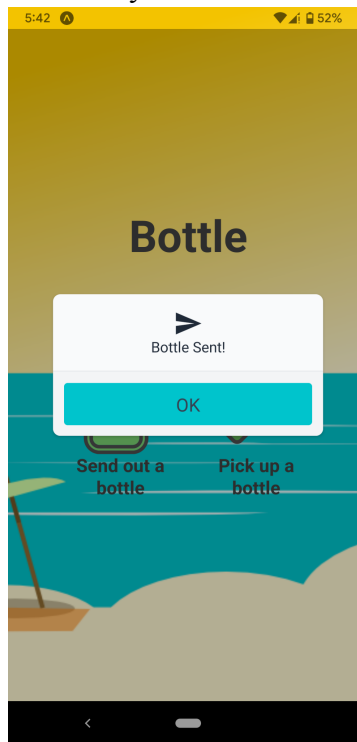 5:42
52%
Bottle
Bottle Sent!
OK
Send out a
bottle
Pick up a
bottle